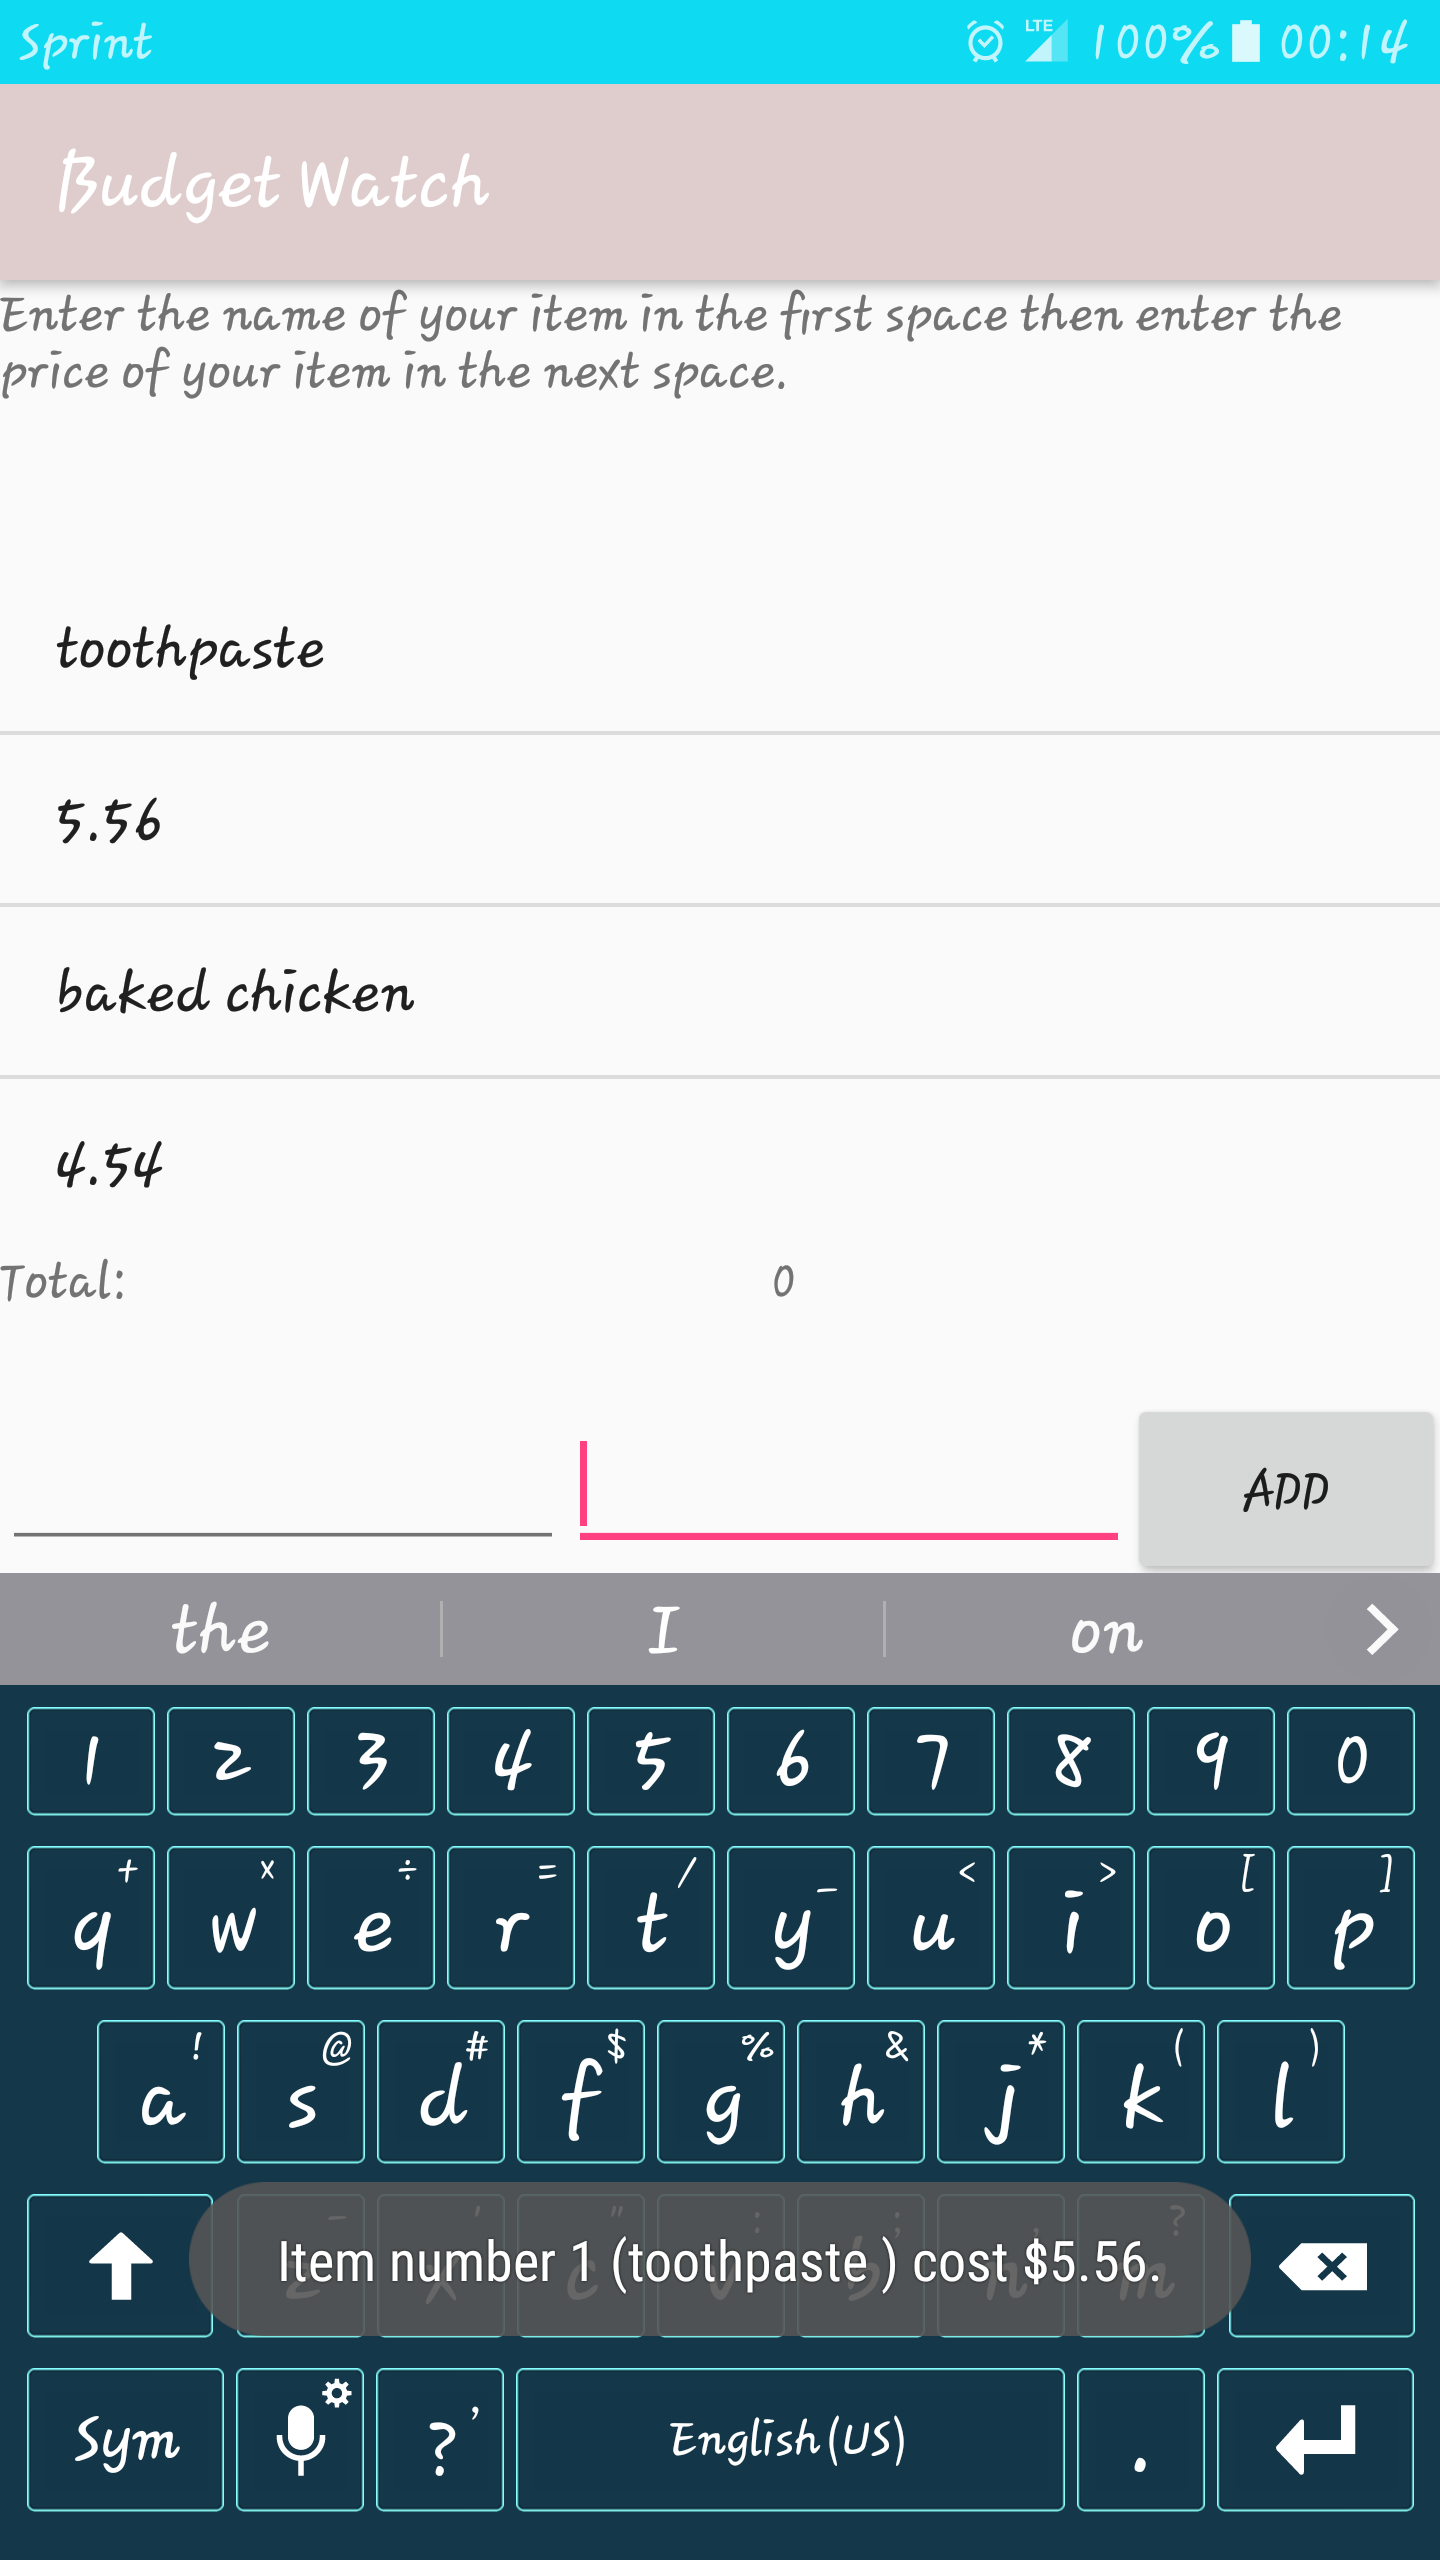 Sprint LTE 100% 00:14
Budget Watch
Enter the name of your item in the first space then enter the
price of your item in the next space.
toothpaste
5.56
baked chicken
4.54
Total: 0
ADD
the I on
1 2 3 4 5 6 7 8 9 0
+ × ÷ = / _ < > [ ]
q w e r t y u i o p
! @ # $ % & * ( )
a s d f g h j k l
- ' " : ; , ?
z x c v b n m
Item number 1 (toothpaste ) cost $5.56.
Sym ? , English(US) .